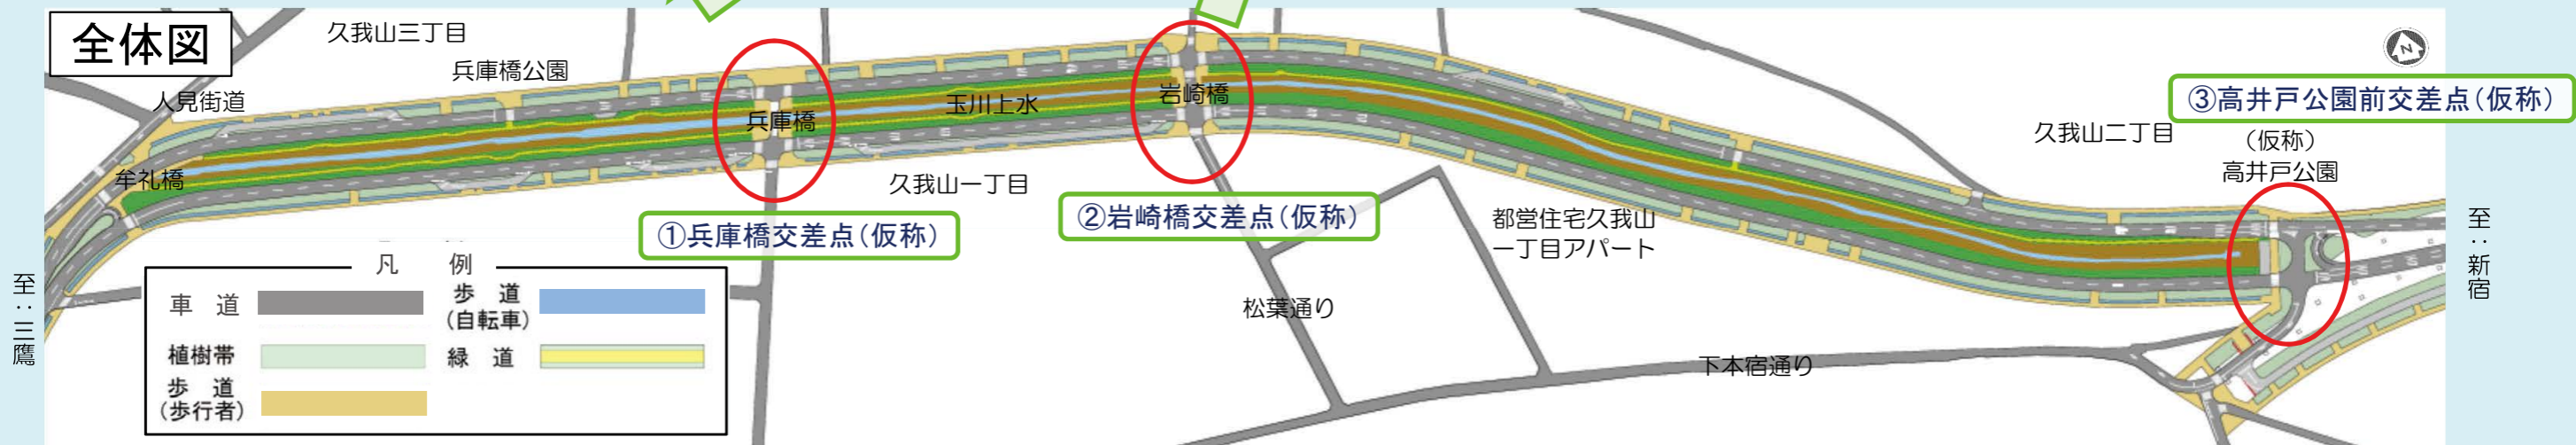 全体図
久我山三丁目
兵庫橋公園
人見街道
牟礼橋
兵庫橋
玉川上水
岩崎橋
久我山一丁目
①兵庫橋交差点(仮称)
②岩崎橋交差点(仮称)
③高井戸公園前交差点(仮称)
久我山二丁目
(仮称)
高井戸公園
都営住宅久我山
一丁目アパート
松葉通り
下本宿通り
至:三鷹
至:新宿
N
凡 例
車 道
歩 道
(自転車)
植樹帯
緑 道
歩 道
(歩行者)